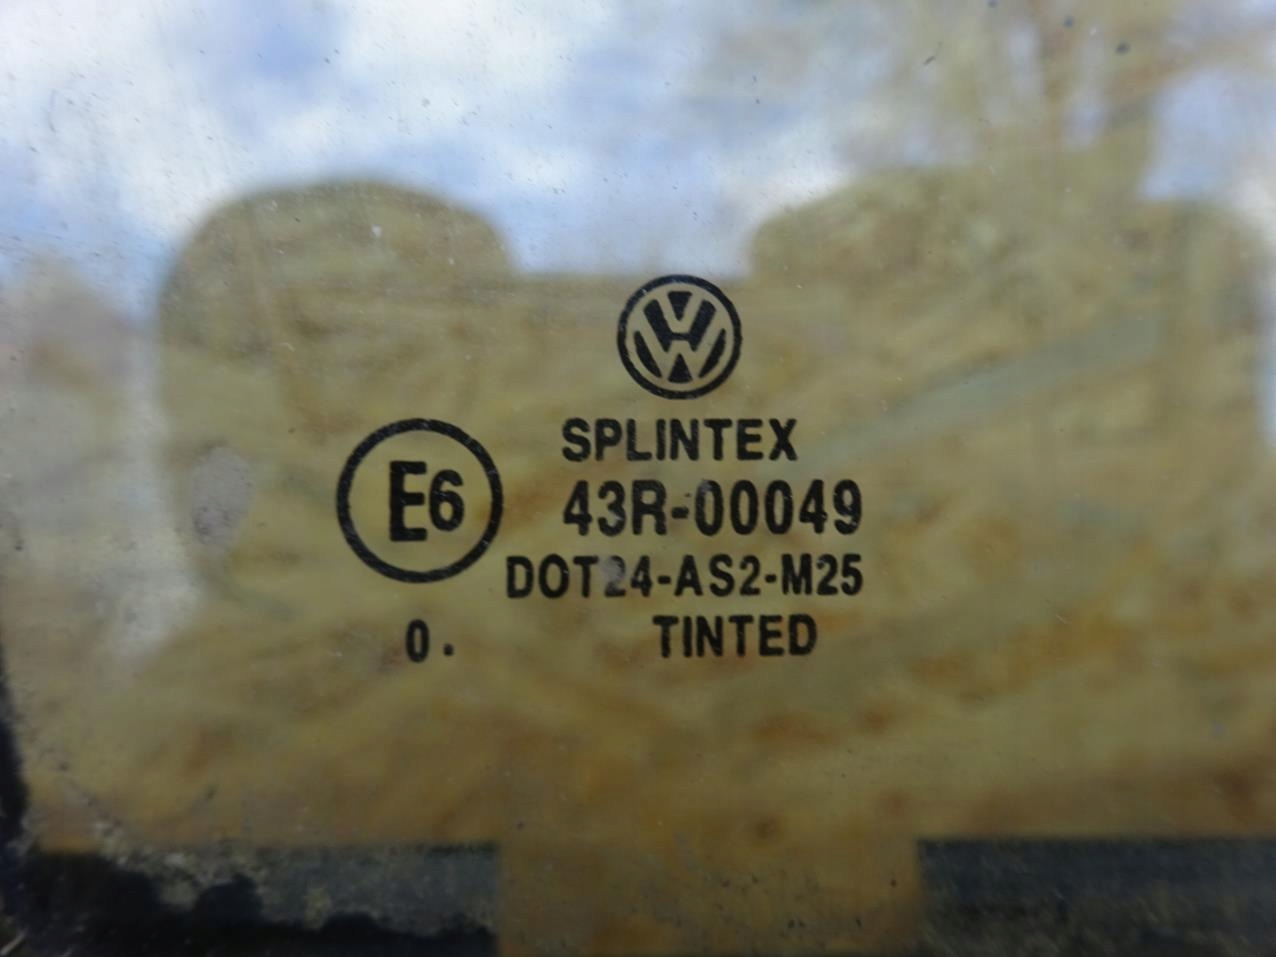 SPLINTEX
E6
43R-00049
DOT24-AS2-M25
0. TINTED